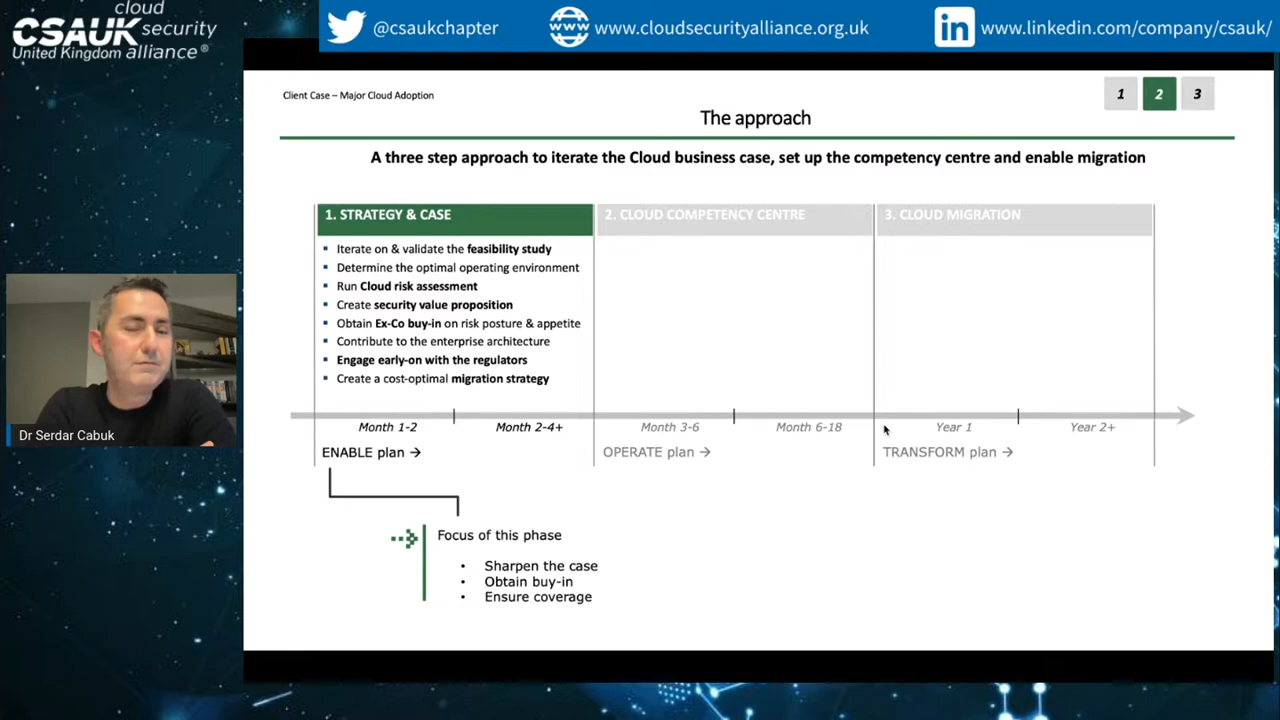 cloud
CSAUK security
United Kingdom alliance®
@csaukchapter
www.cloudsecurityalliance.org.uk
in www.linkedin.com/company/csauk/
WWW
Client Case – Major Cloud Adoption
1 2 3
The approach
A three step approach to iterate the Cloud business case, set up the competency centre and enable migration
1. STRATEGY & CASE
Iterate on & validate the feasibility study
Determine the optimal operating environment
Run Cloud risk assessment
Create security value proposition
Obtain Ex-Co buy-in on risk posture & appetite
Contribute to the enterprise architecture
Engage early-on with the regulators
Create a cost-optimal migration strategy
2. CLOUD COMPETENCY CENTRE
3. CLOUD MIGRATION
Month 1-2
Month 2-4+
Month 3-6
Month 6-18
Year 1
Year 2+
ENABLE plan →
OPERATE plan →
TRANSFORM plan →
Focus of this phase
• Sharpen the case
• Obtain buy-in
• Ensure coverage
Dr Serdar Cabuk